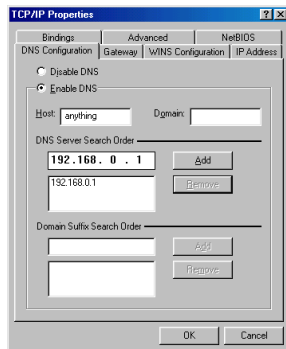 TCP/IP Properties
Bindings Advanced NetBIOS
DNS Configuration Gateway WINS Configuration IP Address
Disable DNS
Enable DNS
Host: anything Domain:
DNS Server Search Order
192.168. 0 . 1 Add
192.168.0.1 Remove
Domain Suffix Search Order
Add
Remove
OK Cancel